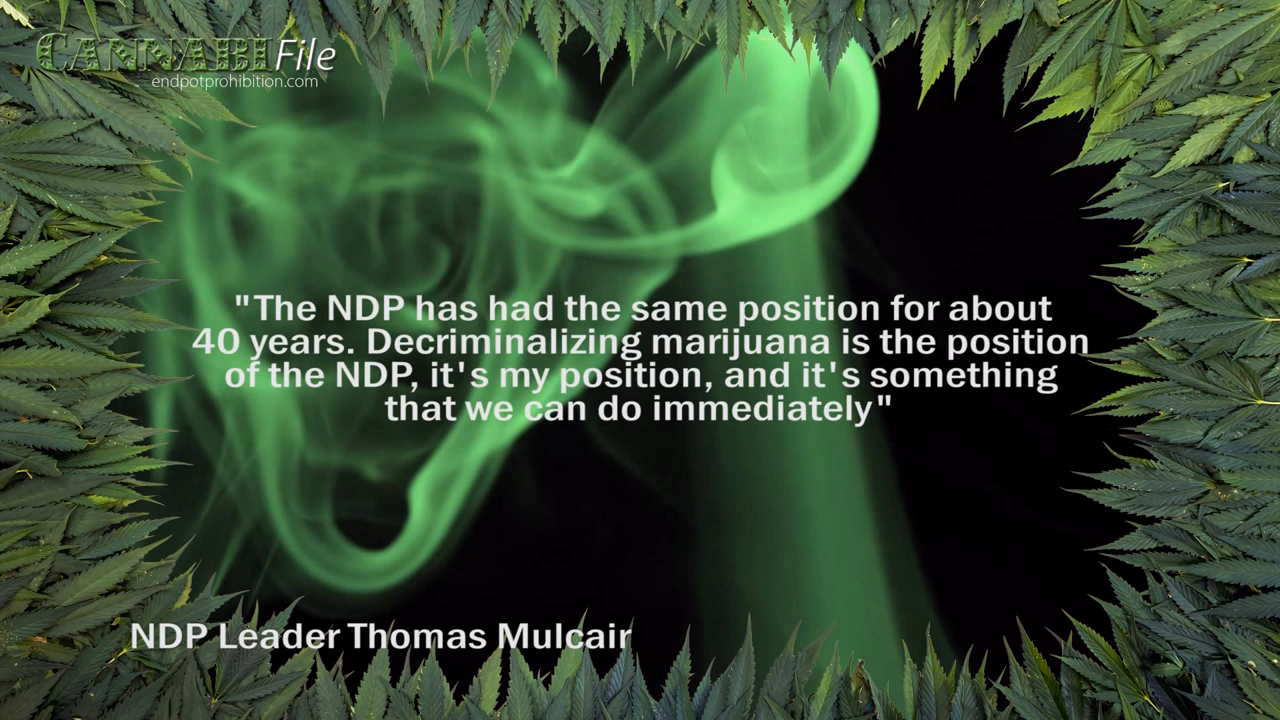 CANNABIFile
endpotprohibition.com
"The NDP has had the same position for about
40 years. Decriminalizing marijuana is the position
of the NDP, it's my position, and it's something
that we can do immediately"
NDP Leader Thomas Mulcair